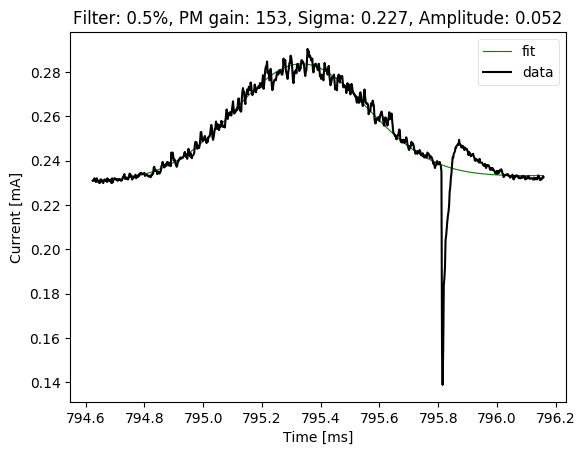 Filter: 0.5%, PM gain: 153, Sigma: 0.227, Amplitude: 0.052
fit
data
0.28
0.26
0.24
0.22
0.20
0.18
0.16
0.14
Current [mA]
794.6 794.8 795.0 795.2 795.4 795.6 795.8 796.0 796.2
Time [ms]